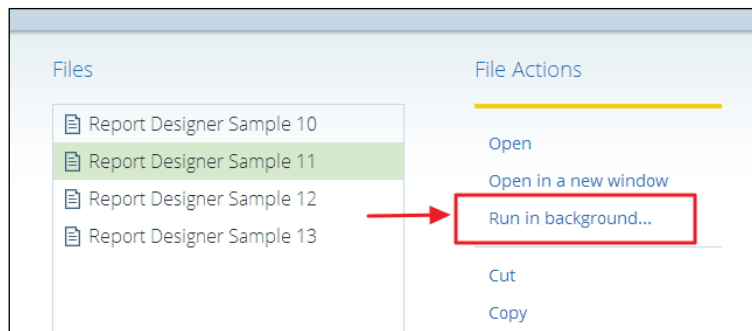 Files
Report Designer Sample 10
Report Designer Sample 11
Report Designer Sample 12
Report Designer Sample 13
File Actions
Open
Open in a new window
Run in background...
Cut
Copy